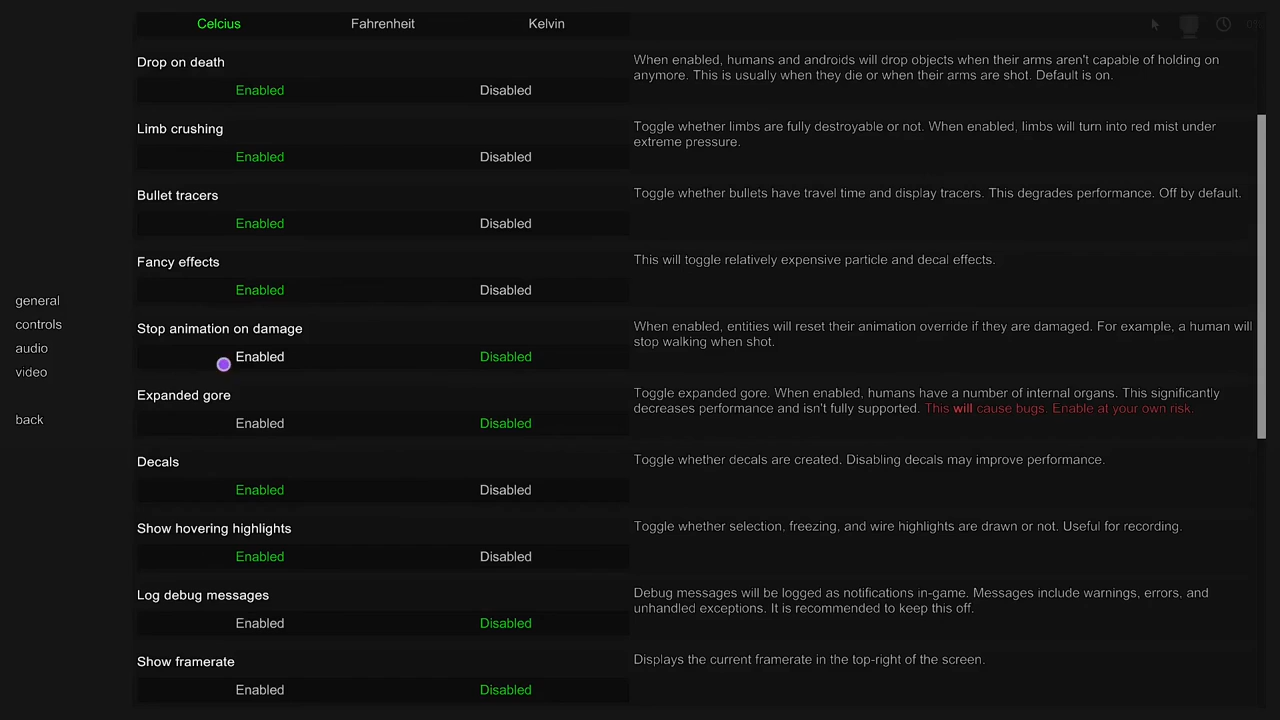 Celcius Fahrenheit Kelvin
Drop on death
When enabled, humans and androids will drop objects when their arms aren't capable of holding on
anymore. This is usually when they die or when their arms are shot. Default is on.
Enabled Disabled
Limb crushing
Toggle whether limbs are fully destroyable or not. When enabled, limbs will turn into red mist under
extreme pressure.
Enabled Disabled
Bullet tracers
Toggle whether bullets have travel time and display tracers. This degrades performance. Off by default.
Enabled Disabled
Fancy effects
This will toggle relatively expensive particle and decal effects.
Enabled Disabled
general
controls
audio
video
back
Stop animation on damage
When enabled, entities will reset their animation override if they are damaged. For example, a human will
stop walking when shot.
Enabled Disabled
Expanded gore
Toggle expanded gore. When enabled, humans have a number of internal organs. This significantly
decreases performance and isn't fully supported. This will cause bugs. Enable at your own risk.
Enabled Disabled
Decals
Toggle whether decals are created. Disabling decals may improve performance.
Enabled Disabled
Show hovering highlights
Toggle whether selection, freezing, and wire highlights are drawn or not. Useful for recording.
Enabled Disabled
Log debug messages
Debug messages will be logged as notifications in-game. Messages include warnings, errors, and
unhandled exceptions. It is recommended to keep this off.
Enabled Disabled
Show framerate
Displays the current framerate in the top-right of the screen.
Enabled Disabled